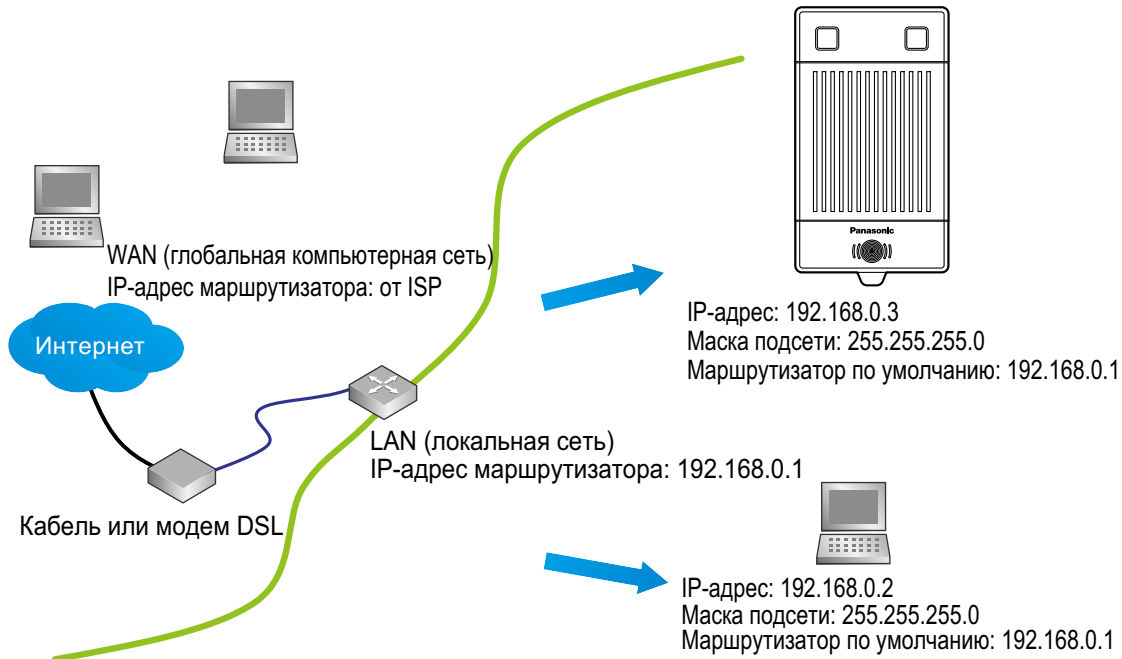 Panasonic
WAN (глобальная компьютерная сеть)
IP-адрес маршрутизатора: от ISP
IP-адрес: 192.168.0.3
Маска подсети: 255.255.255.0
Маршрутизатор по умолчанию: 192.168.0.1
Интернет
LAN (локальная сеть)
IP-адрес маршрутизатора: 192.168.0.1
Кабель или модем DSL
IP-адрес: 192.168.0.2
Маска подсети: 255.255.255.0
Маршрутизатор по умолчанию: 192.168.0.1